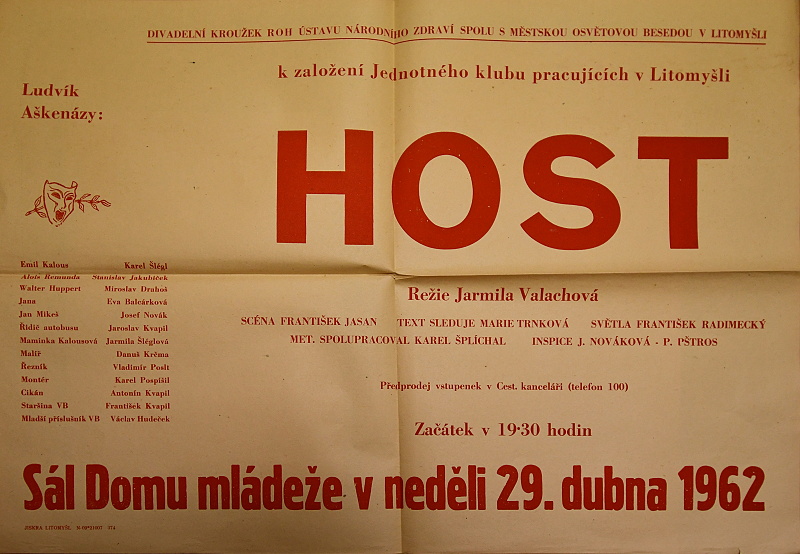 DIVADELNÍ KROUŽEK ROH ÚSTAVU NÁRODNÍHO ZDRAVÍ SPOLU S MĚSTSKOU OSVĚTOVOU BESEDOU V LITOMYŠLI
k založení Jednotného klubu pracujících v Litomyšli
Ludvík
Aškenázy:
HOST
Emil Kalous Karel Šlégl
Alois Remunda Stanislav Jakubíček
Walter Huppert Miroslav Drahoš
Jana Eva Balcárková
Jan Mikeš Josef Novák
Řidič autobusu Jaroslav Kvapil
Maminka Kalousová Jarmila Šléglová
Malíř Danuš Krčma
Řezník Vladimír Poslt
Montér Karel Pospíšil
Cikán Antonín Kvapil
Staršina VB František Kvapil
Mladší příslušník VB Václav Hudeček
Režie Jarmila Valachová
SCÉNA FRANTIŠEK JASAN TEXT SLEDUJE MARIE TRNKOVÁ SVĚTLA FRANTIŠEK RADIMECKÝ
MET. SPOLUPRACOVAL KAREL ŠPLÍCHAL INSPICE J. NOVÁKOVÁ - P. PŠTROS
Předprodej vstupenek v Cest. kanceláři (telefon 100)
Začátek v 19·30 hodin
Sál Domu mládeže v neděli 29. dubna 1962
JISKRA LITOMYŠL